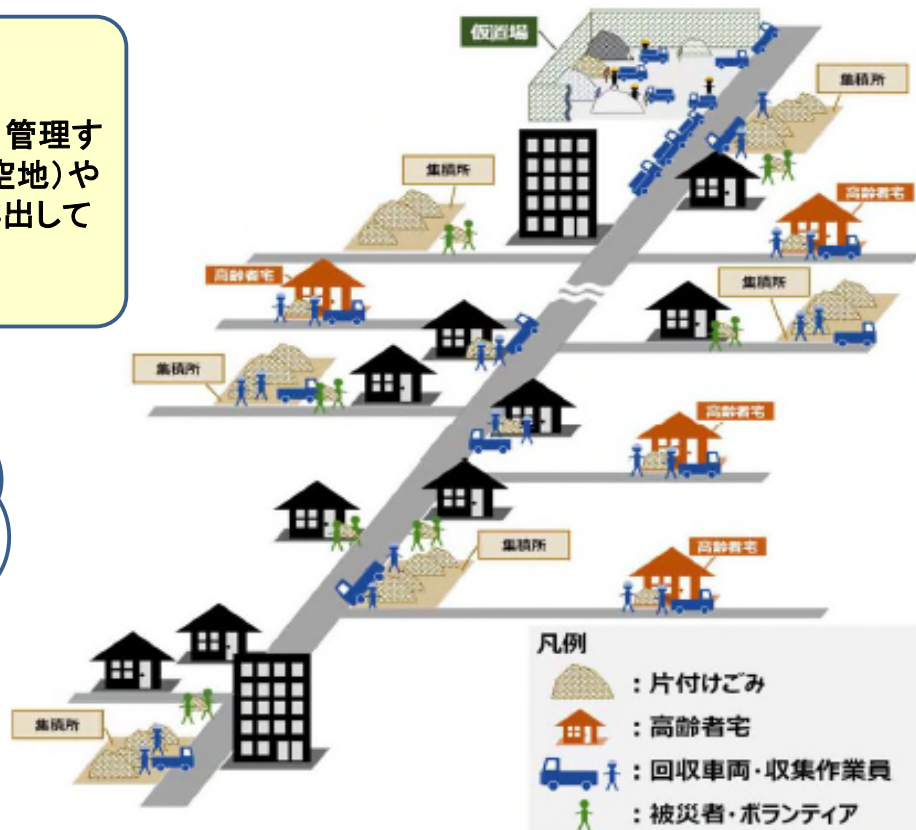 管理す
空地)や
出して
仮置場
集積所
集積所
高齢者宅
高齢者宅
集積所
集積所
高齢者宅
集積所
高齢者宅
集積所
凡例
:片付けごみ
:高齢者宅
:回収車両・収集作業員
:被災者・ボランティア